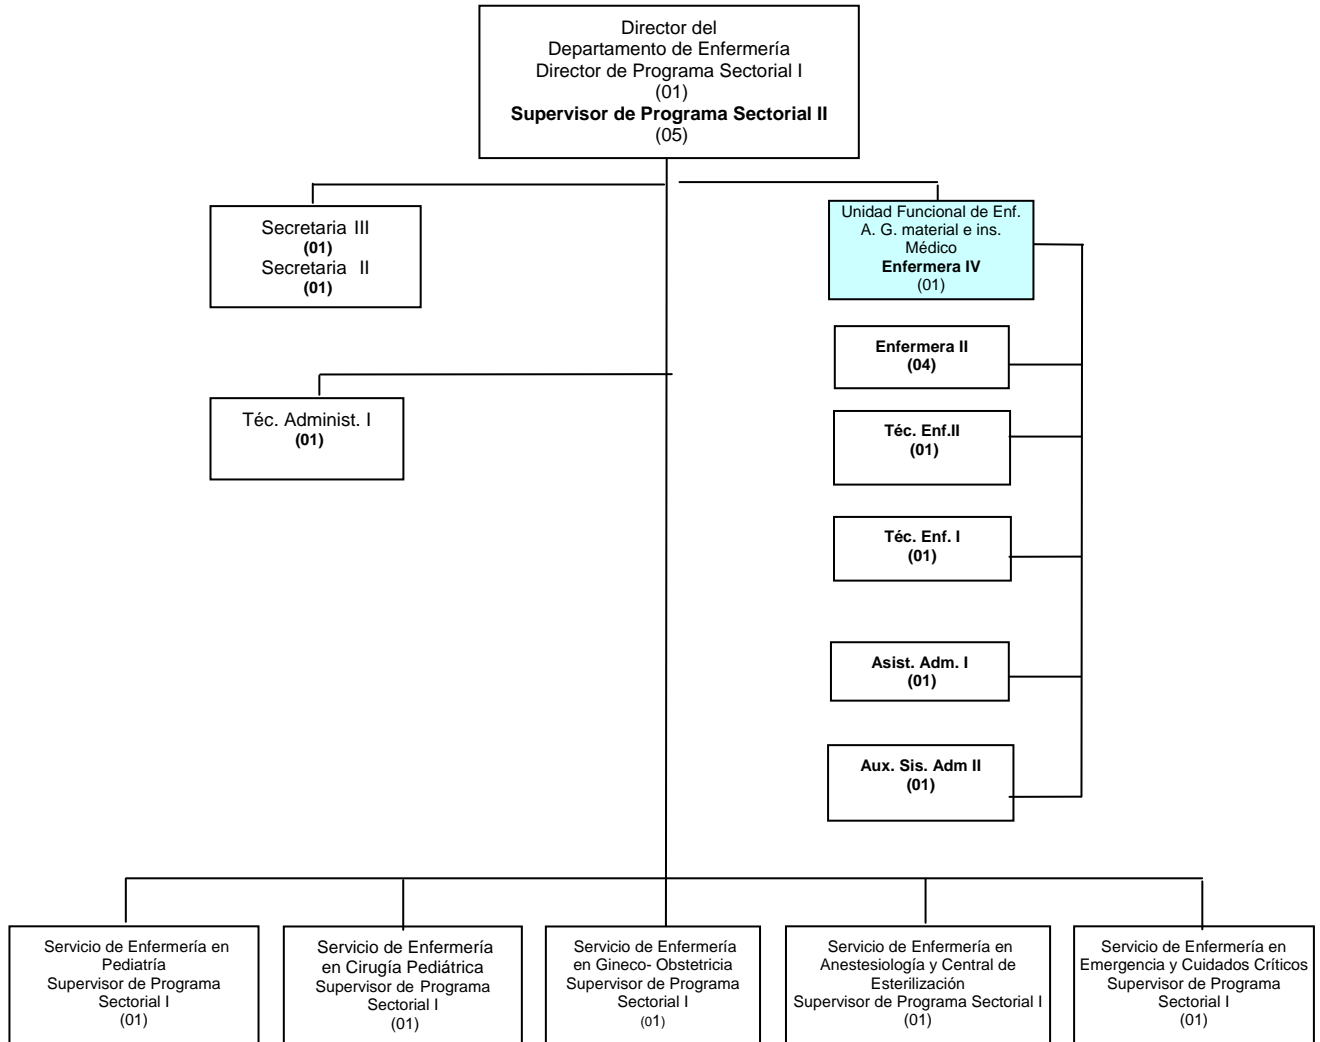 Director del
Departamento de Enfermería
Director de Programa Sectorial I
(01)
Supervisor de Programa Sectorial II
(05)
Secretaria III
(01)
Secretaria II
(01)
Unidad Funcional de Enf.
A. G. material e ins.
Médico
Enfermera IV
(01)
Enfermera II
(04)
Téc. Administ. I
(01)
Téc. Enf.II
(01)
Téc. Enf. I
(01)
Asist. Adm. I
(01)
Aux. Sis. Adm II
(01)
Servicio de Enfermería en
Pediatría
Supervisor de Programa
Sectorial I
(01)
Servicio de Enfermería
en Cirugía Pediátrica
Supervisor de Programa
Sectorial I
(01)
Servicio de Enfermería
en Gineco- Obstetricia
Supervisor de Programa
Sectorial I
(01)
Servicio de Enfermería en
Anestesiología y Central de
Esterilización
Supervisor de Programa Sectorial I
(01)
Servicio de Enfermería en
Emergencia y Cuidados Críticos
Supervisor de Programa
Sectorial I
(01)